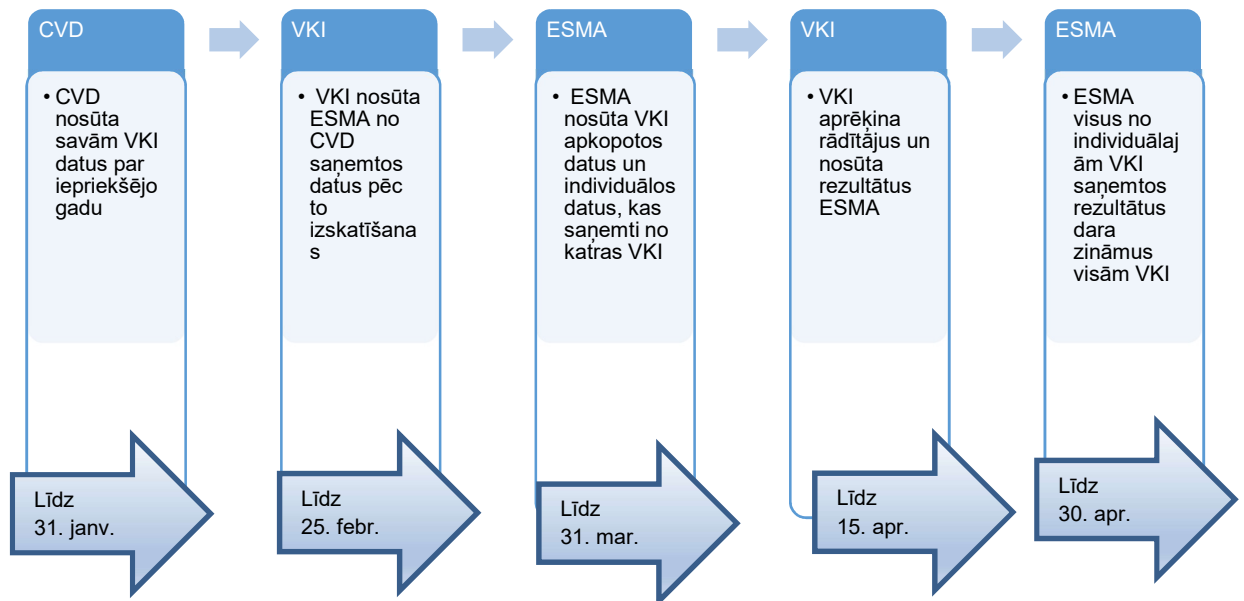 CVD
• CVD
nosūta
savām VKI
datus par
iepriekšējo
gadu
Līdz
31. janv.
VKI
• VKI nosūta
ESMA no
CVD
saņemtos
datus pēc
to
izskatīšana
s
Līdz
25. febr.
ESMA
• ESMA
nosūta VKI
apkopotos
datus un
individuālos
datus, kas
saņemti no
katras VKI
Līdz
31. mar.
VKI
• VKI
aprēķina
rādītājus un
nosūta
rezultātus
ESMA
Līdz
15. apr.
ESMA
• ESMA
visus no
individuālaj
ām VKI
saņemtos
rezultātus
dara
zināmus
visām VKI
Līdz
30. apr.